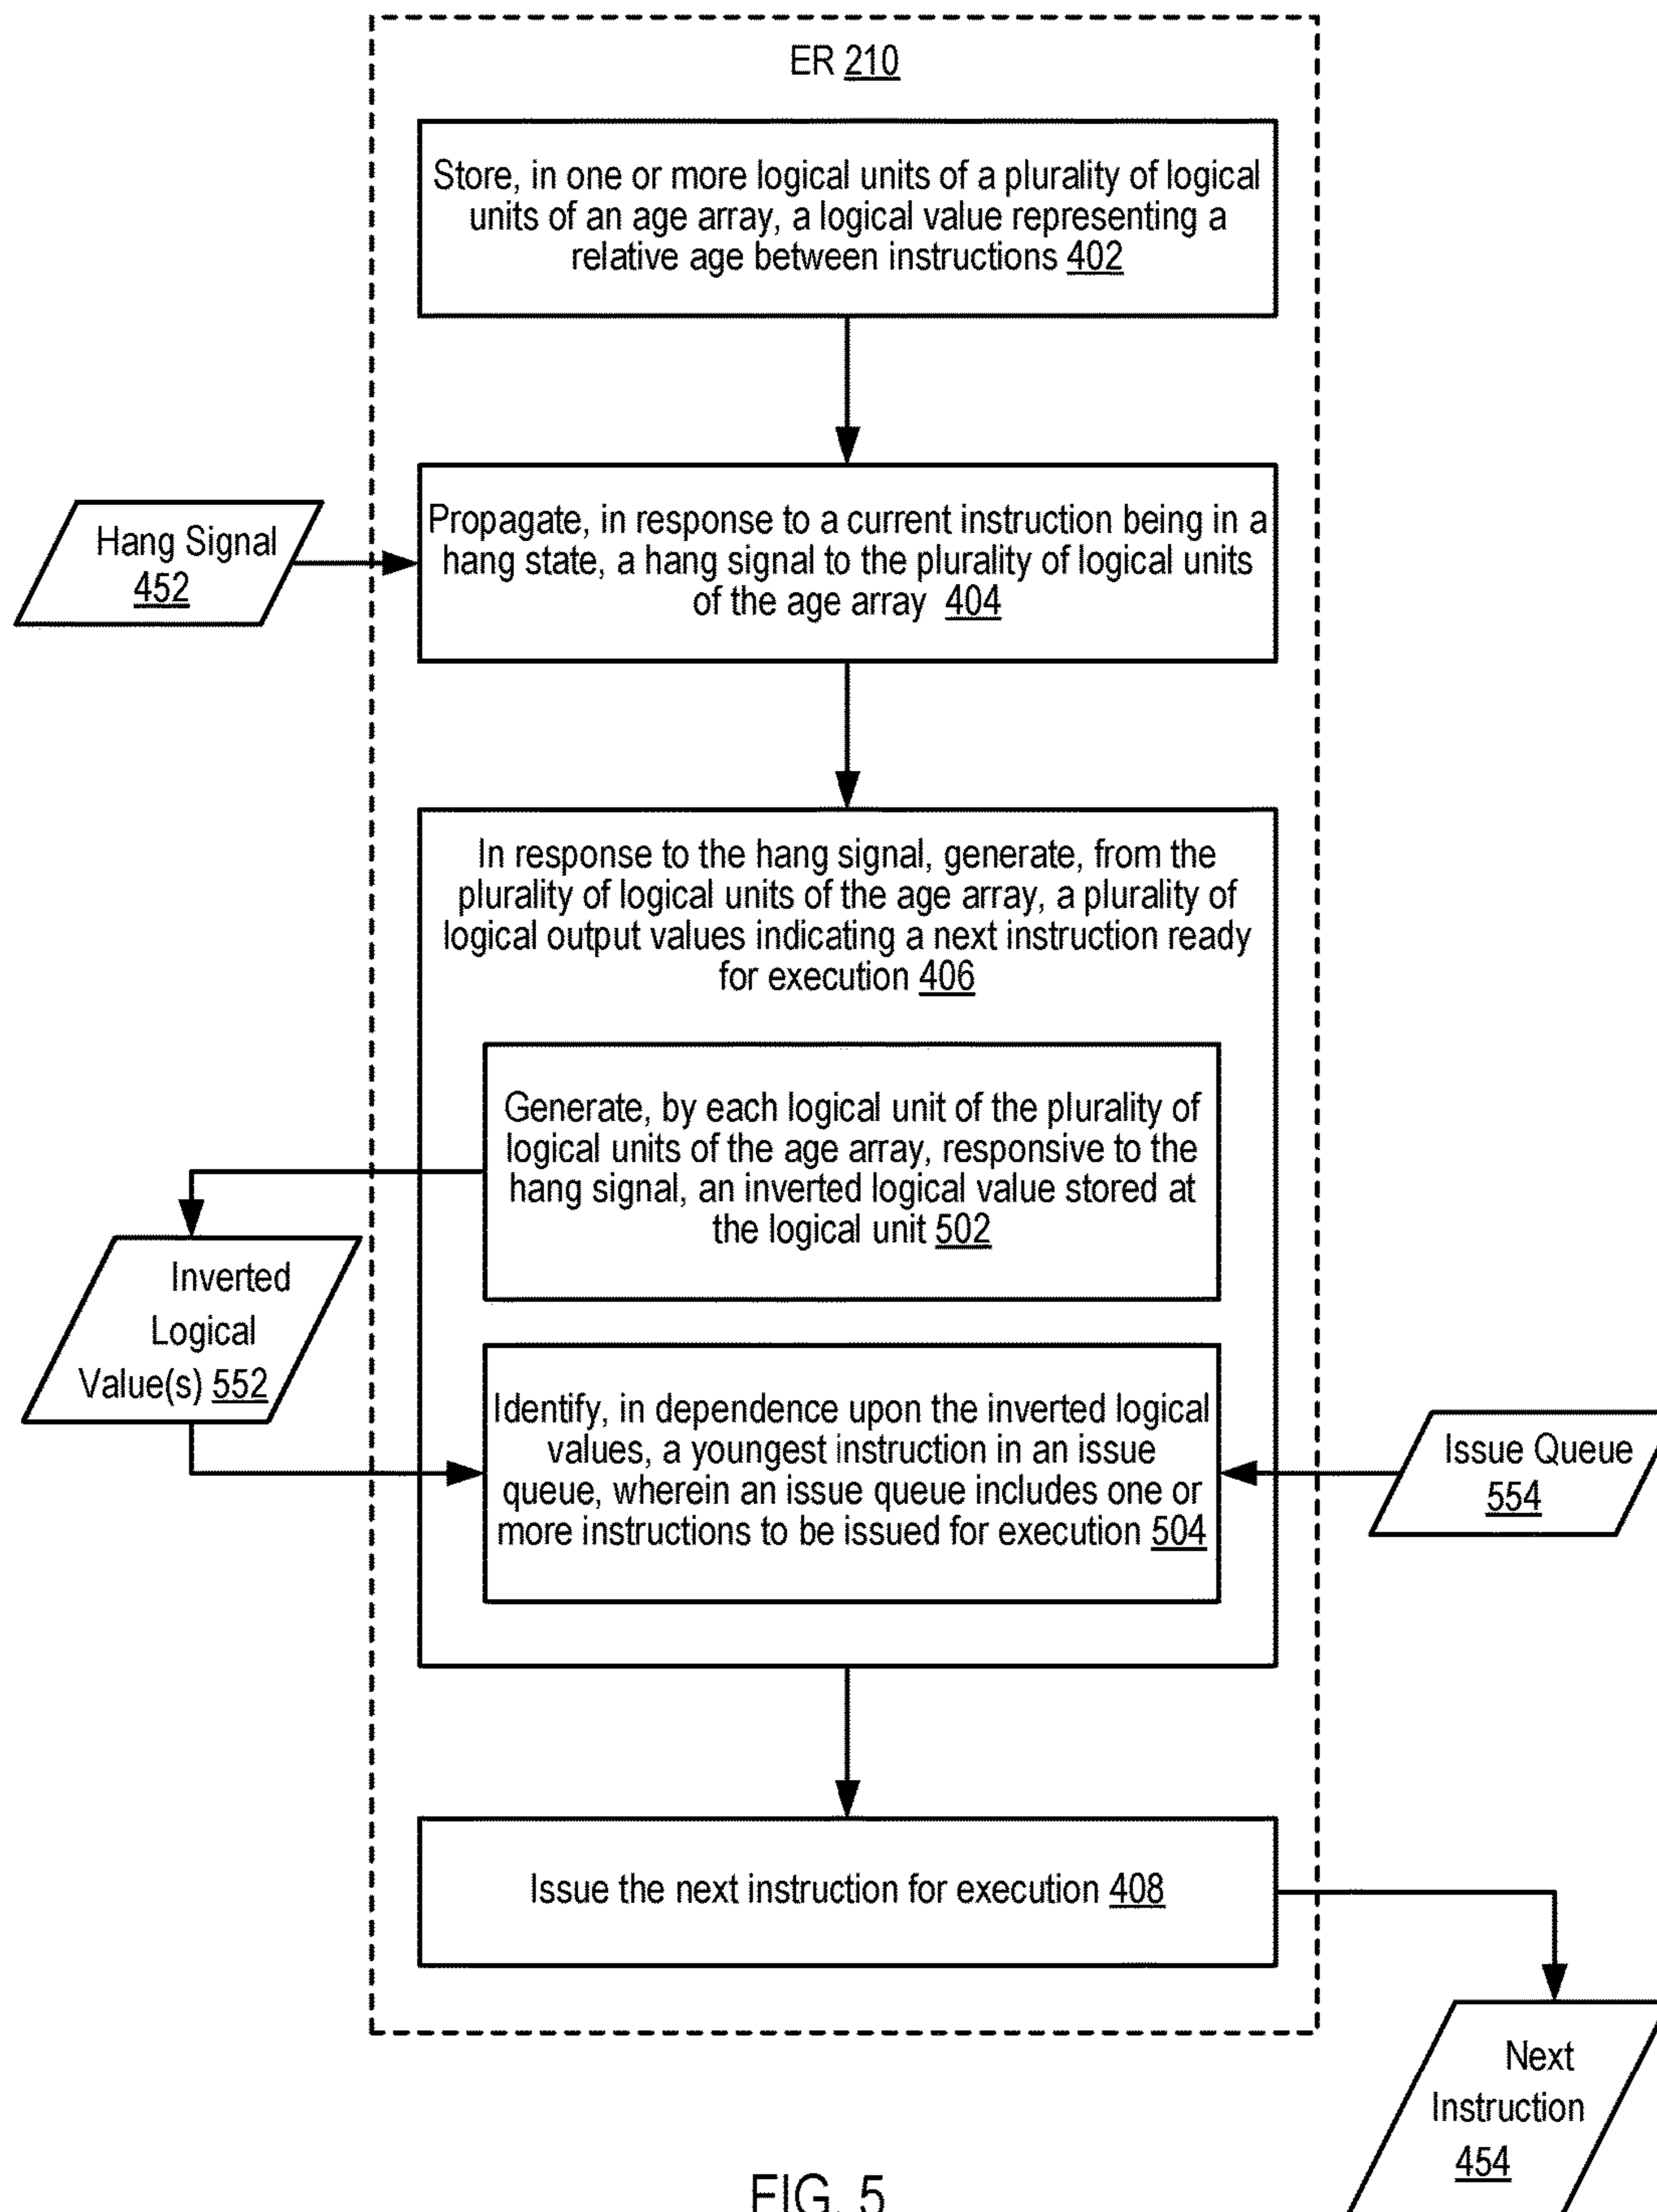 ER 210
Store, in one or more logical units of a plurality of logical
units of an age array, a logical value representing a
relative age between instructions 402
Hang Signal
452
Propagate, in response to a current instruction being in a
hang state, a hang signal to the plurality of logical units
of the age array 404
In response to the hang signal, generate, from the
plurality of logical units of the age array, a plurality of
logical output values indicating a next instruction ready
for execution 406
Generate, by each logical unit of the plurality of
logical units of the age array, responsive to the
hang signal, an inverted logical value stored at
the logical unit 502
Inverted
Logical
Value(s) 552
Identify, in dependence upon the inverted logical
values, a youngest instruction in an issue
queue, wherein an issue queue includes one or
more instructions to be issued for execution 504
Issue Queue
554
Issue the next instruction for execution 408
Next
Instruction
454
FIG. 5